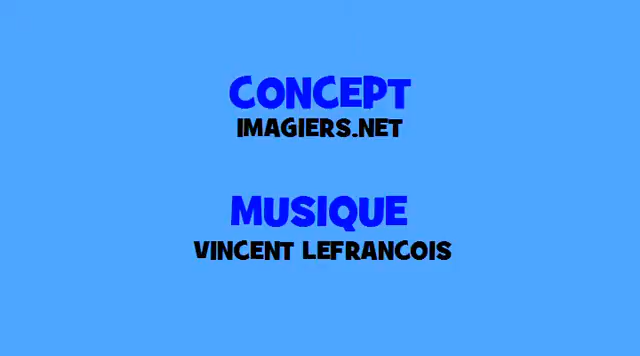 CONCEPT
IMAGIERS.NET
MUSIQUE
VINCENT LEFRANCOIS